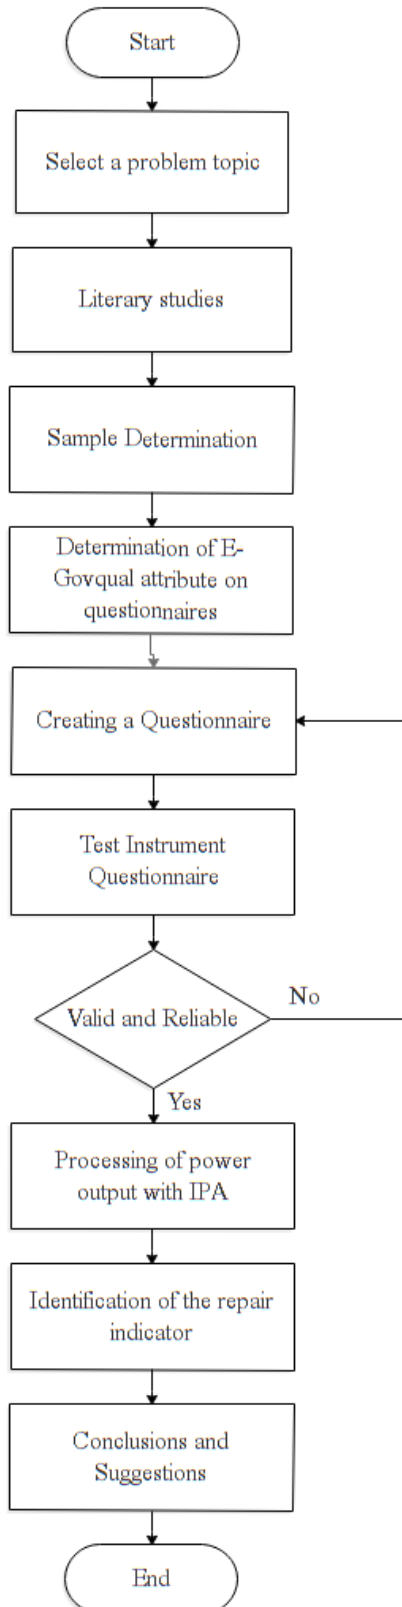 Start
Select a problem topic
Literary studies
Sample Determination
Determination of E-
Govqual attribute on
questionnaires
Creating a Questionnaire
Test Instrument
Questionnaire
Valid and Reliable
No
Yes
Processing of power
output with IPA
Identification of the repair
indicator
Conclusions and
Suggestions
End